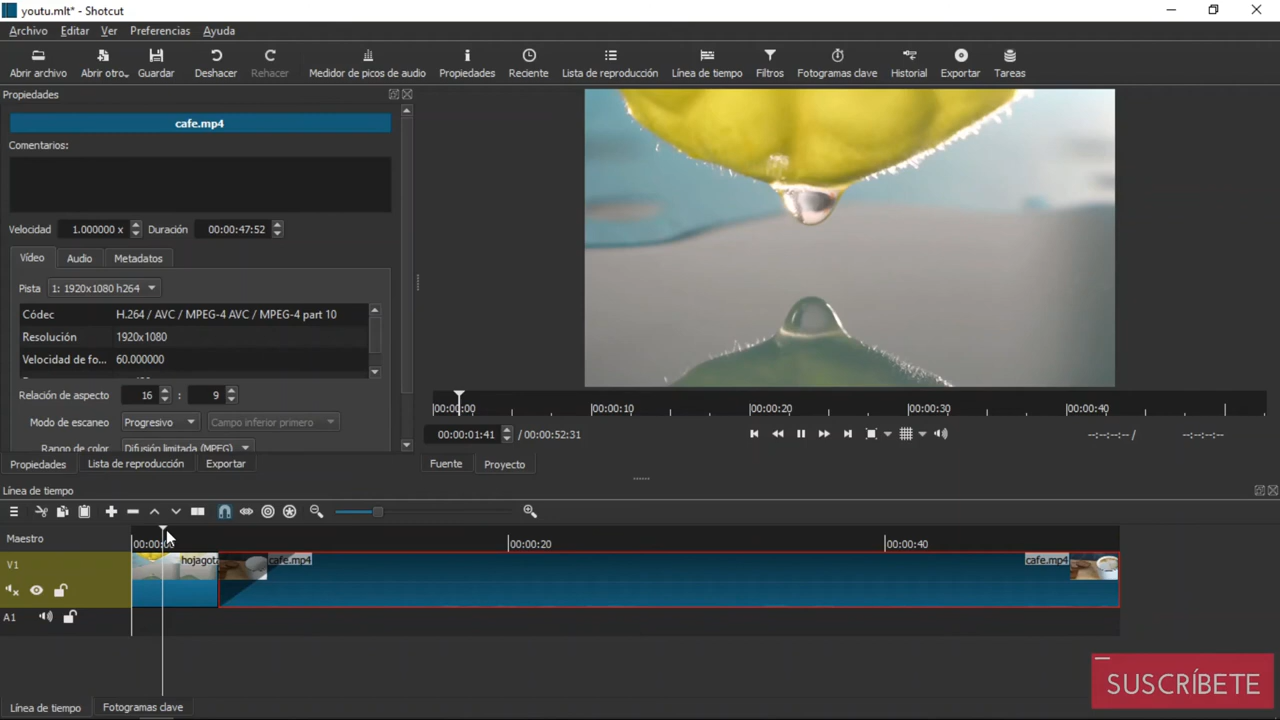 youtu.mlt* - Shotcut
Archivo Editar Ver Preferencias Ayuda
Abrir archivo Abrir otro... Guardar Deshacer Rehacer Medidor de picos de audio Propiedades Reciente Lista de reproducción Línea de tiempo Filtros Fotogramas clave Historial Exportar Tareas
Propiedades
cafe.mp4
Comentarios:
Velocidad 1.000000 x Duración 00:00:47:52
Vídeo Audio Metadatos
Pista 1: 1920x1080 h264
Códec H.264 / AVC / MPEG-4 AVC / MPEG-4 part 10
Resolución 1920x1080
Velocidad de fo... 60.000000
Relación de aspecto 16 : 9
Modo de escaneo Progresivo Campo inferior primero
Rango de color Difusión limitada (MPEG)
00:00:00 00:00:10 00:00:20 00:00:30 00:00:40
00:00:01:41 / 00:00:52:31 --:--:--:-- / --:--:--:--
Propiedades Lista de reproducción Exportar Fuente Proyecto
Línea de tiempo
Maestro 00:00:00 00:00:20 00:00:40
V1 hojagot cafe.mp4 cafe.mp4
A1
SUSCRÍBETE
Línea de tiempo Fotogramas clave